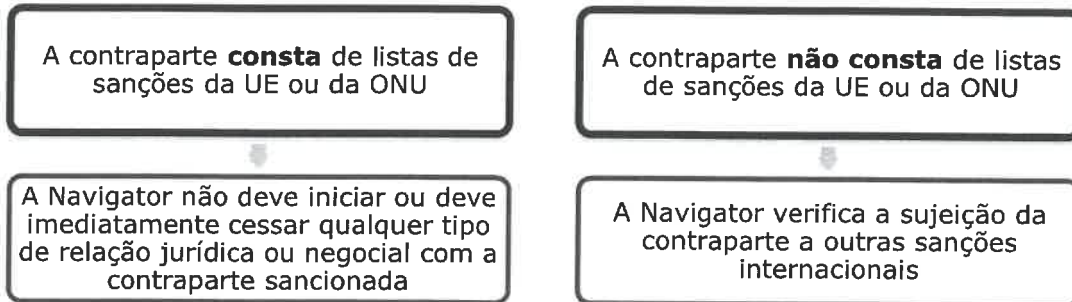 A contraparte consta de listas de
sanções da UE ou da ONU
A Navigator não deve iniciar ou deve
imediatamente cessar qualquer tipo
de relação jurídica ou negocial com a
contraparte sancionada
A contraparte não consta de listas
de sanções da UE ou da ONU
A Navigator verifica a sujeição da
contraparte a outras sanções
internacionais